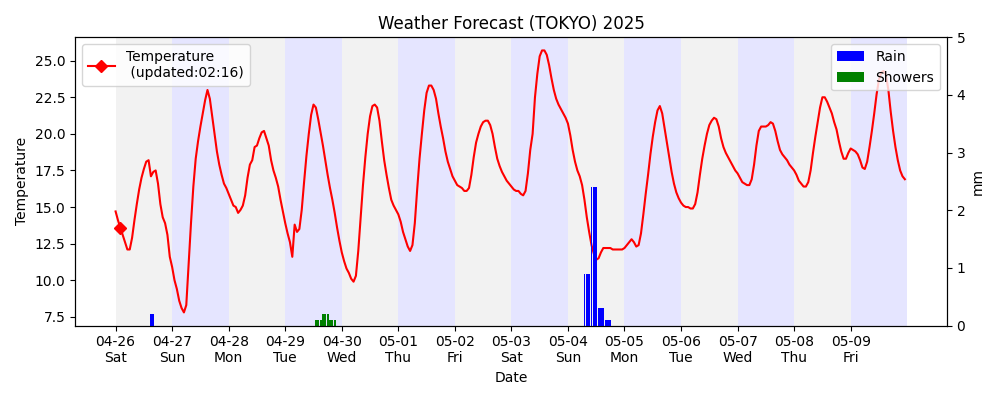 Weather Forecast (TOKYO) 2025
Temperature
(updated:02:16)
Rain
Showers
Temperature
25.0
22.5
20.0
17.5
15.0
12.5
10.0
7.5
5
4
3
2
1
0
mm
04-26 04-27 04-28 04-29 04-30 05-01 05-02 05-03 05-04 05-05 05-06 05-07 05-08 05-09
Sat Sun Mon Tue Wed Thu Fri Sat Sun Mon Tue Wed Thu Fri
Date